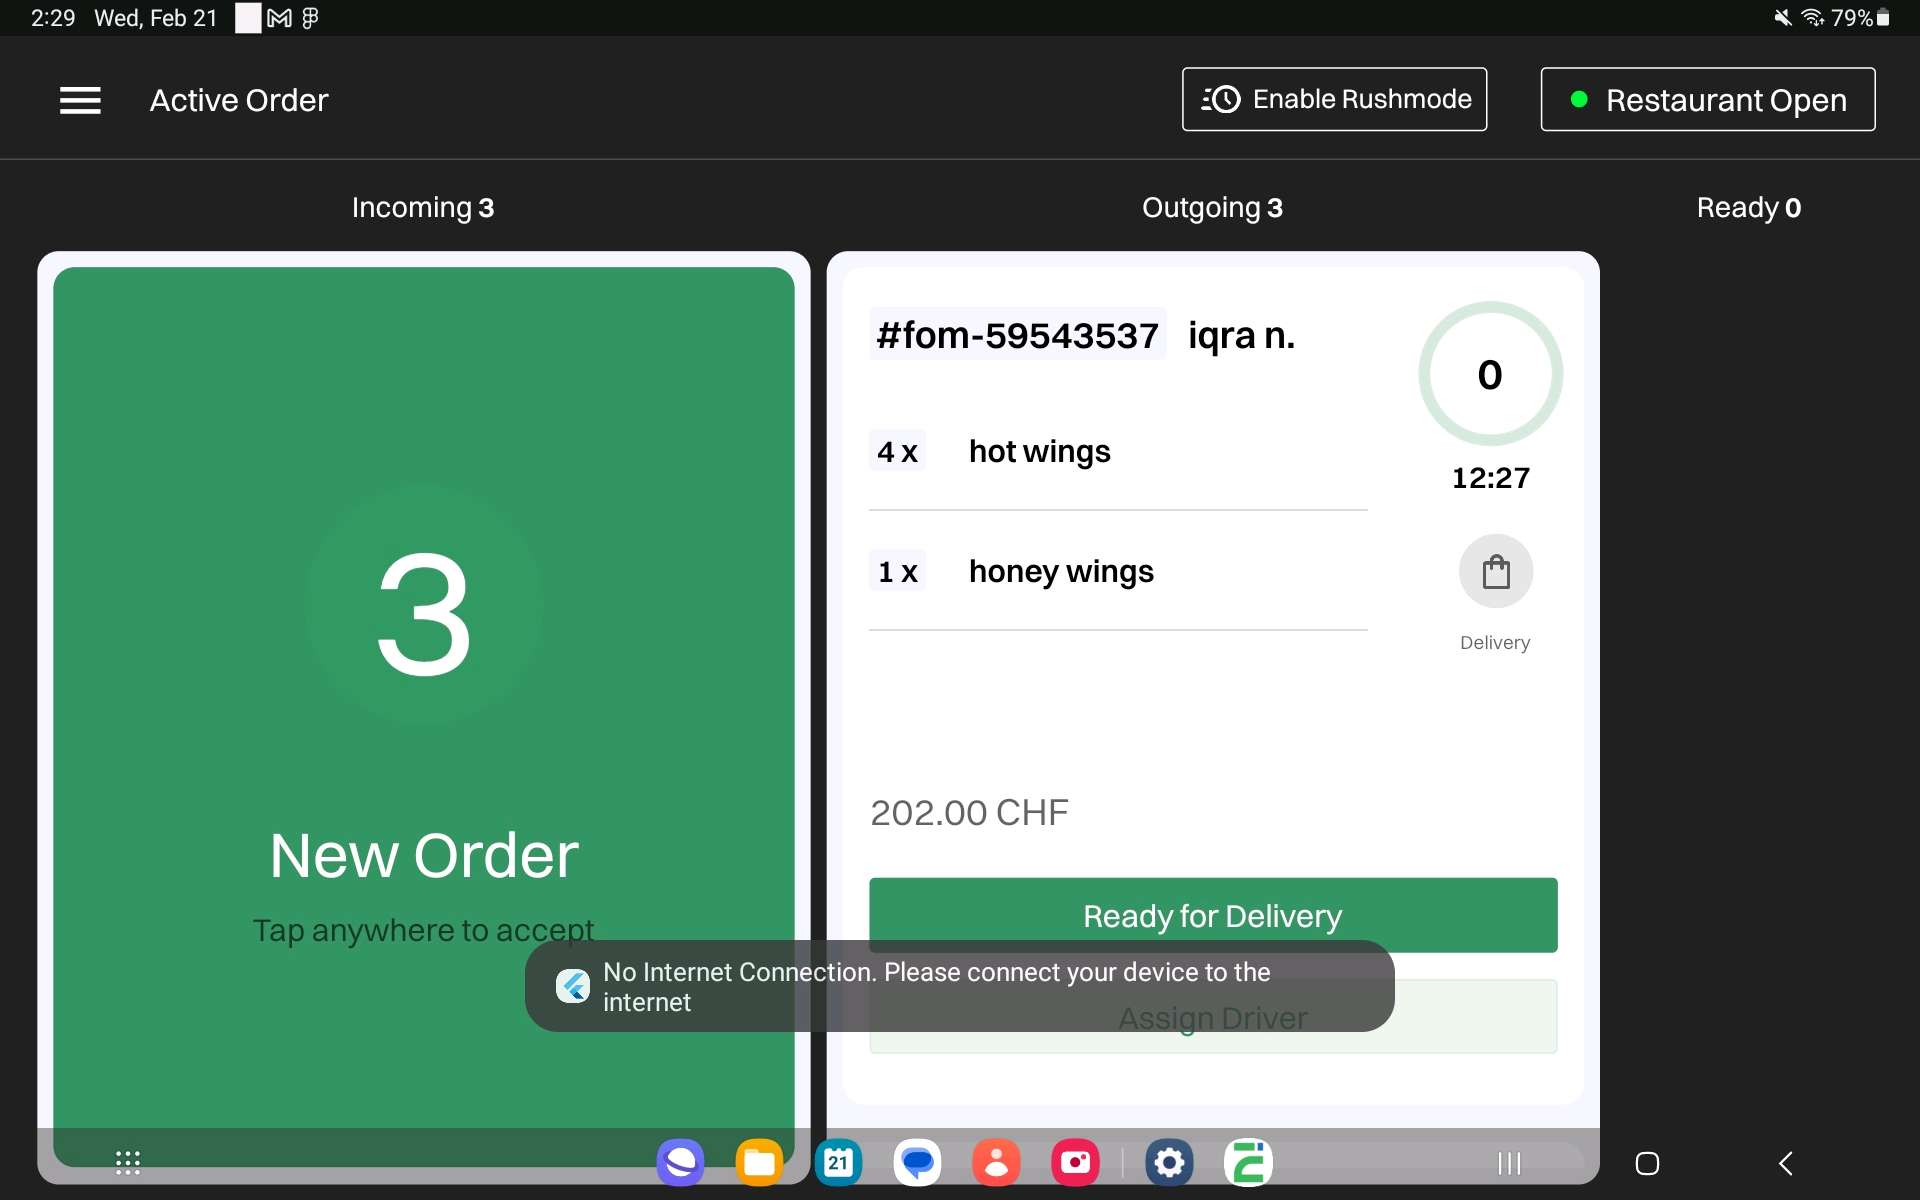 2:29 Wed, Feb 21
79%
Active Order
Enable Rushmode
Restaurant Open
Incoming 3
Outgoing 3
Ready 0
3
New Order
Tap anywhere to accept
#fom-59543537 iqra n.
0
12:27
4 x hot wings
1 x honey wings
Delivery
202.00 CHF
Ready for Delivery
No Internet Connection. Please connect your device to the
internet
Assign Driver
21